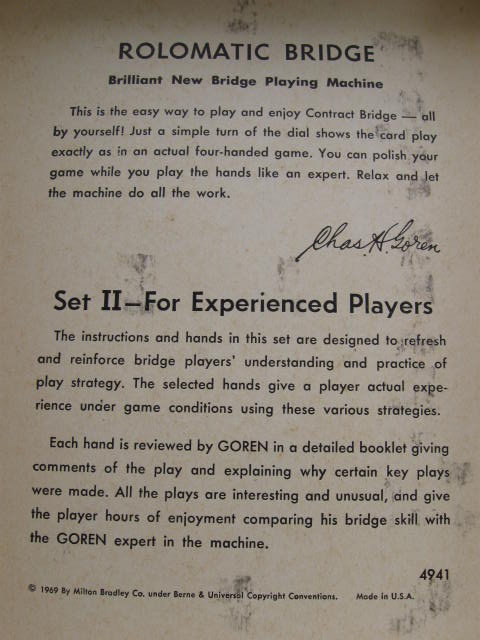 ROLOMATIC BRIDGE
Brilliant New Bridge Playing Machine
This is the easy way to play and enjoy Contract Bridge — all
by yourself! Just a simple turn of the dial shows the card play
exactly as in an actual four-handed game. You can polish your
game while you play the hands like an expert. Relax and let
the machine do all the work.
Chas. H. Goren
Set II—For Experienced Players
The instructions and hands in this set are designed to refresh
and reinforce bridge players' understanding and practice of
play strategy. The selected hands give a player actual expe-
rience under game conditions using these various strategies.
Each hand is reviewed by GOREN in a detailed booklet giving
comments of the play and explaining why certain key plays
were made. All the plays are interesting and unusual, and give
the player hours of enjoyment comparing his bridge skill with
the GOREN expert in the machine.
4941
© 1969 By Milton Bradley Co. under Berne & Universal Copyright Conventions. Made in U.S.A.